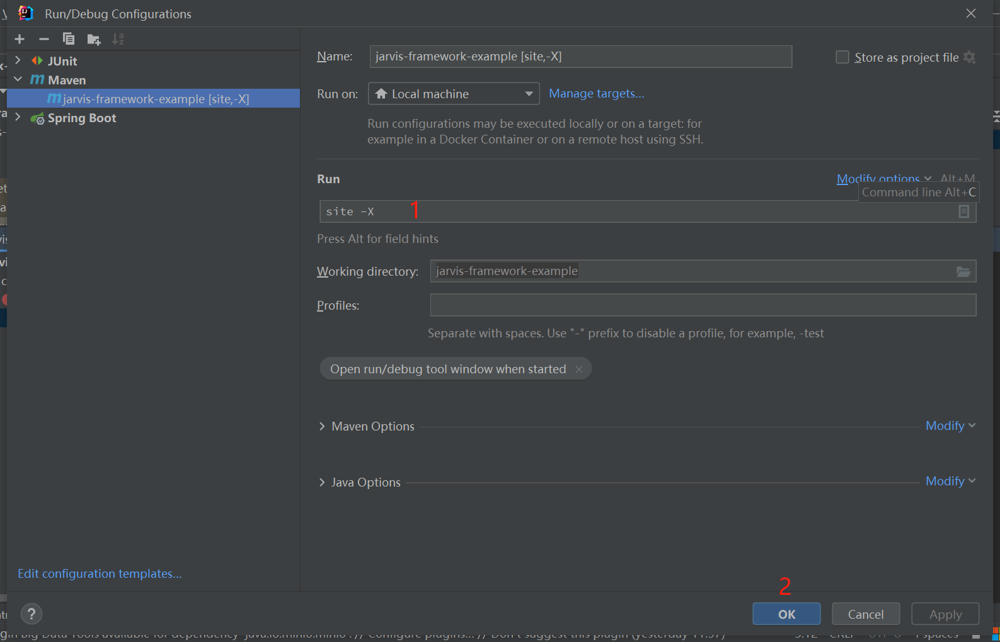 Run/Debug Configurations
JUnit
Maven
jarvis-framework-example [site,-X]
Spring Boot
Edit configuration templates...
Name: jarvis-framework-example [site,-X]
Store as project file
Run on: Local machine
Manage targets...
Run configurations may be executed locally or on a target: for
example in a Docker Container or on a remote host using SSH.
Run
Modify options Alt+M
Command line Alt+C
site -X
1
Press Alt for field hints
Working directory: jarvis-framework-example
Profiles:
Separate with spaces. Use "-" prefix to disable a profile, for example, -test
Open run/debug tool window when started
Maven Options
Modify
Java Options
Modify
2
?
OK
Cancel
Apply